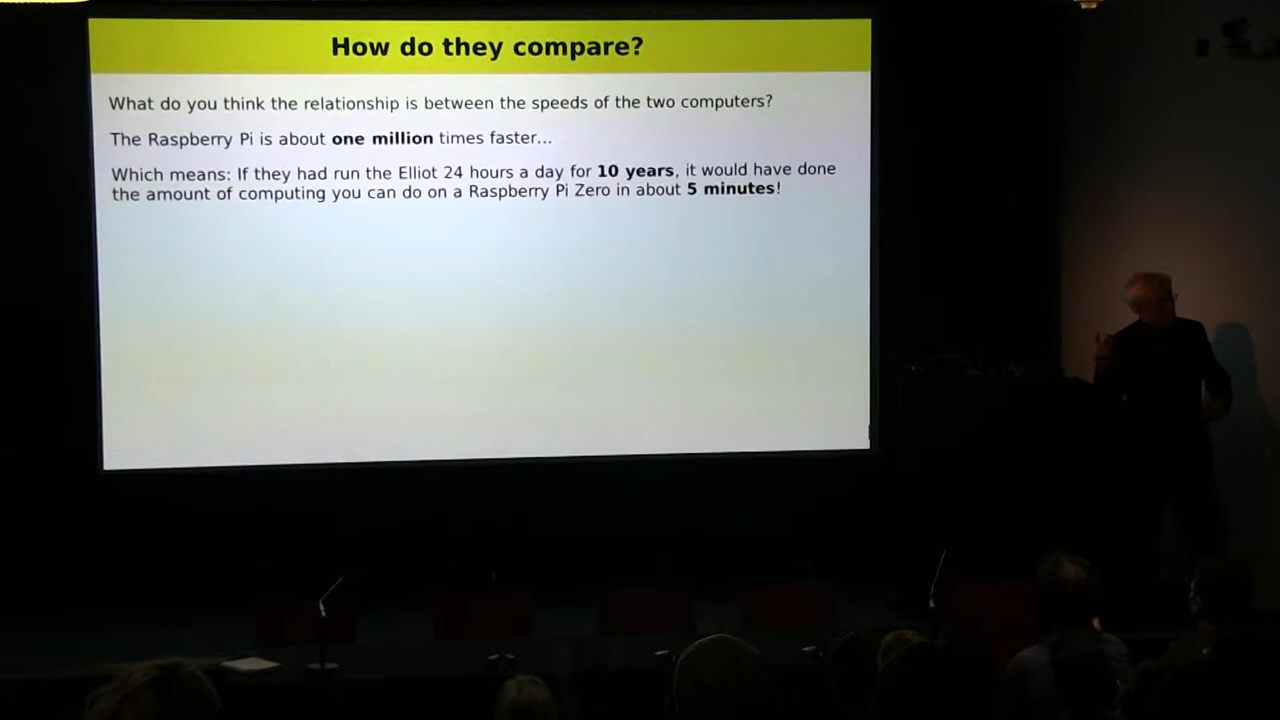 How do they compare?
What do you think the relationship is between the speeds of the two computers?
The Raspberry Pi is about one million times faster...
Which means: If they had run the Elliot 24 hours a day for 10 years, it would have done
the amount of computing you can do on a Raspberry Pi Zero in about 5 minutes!